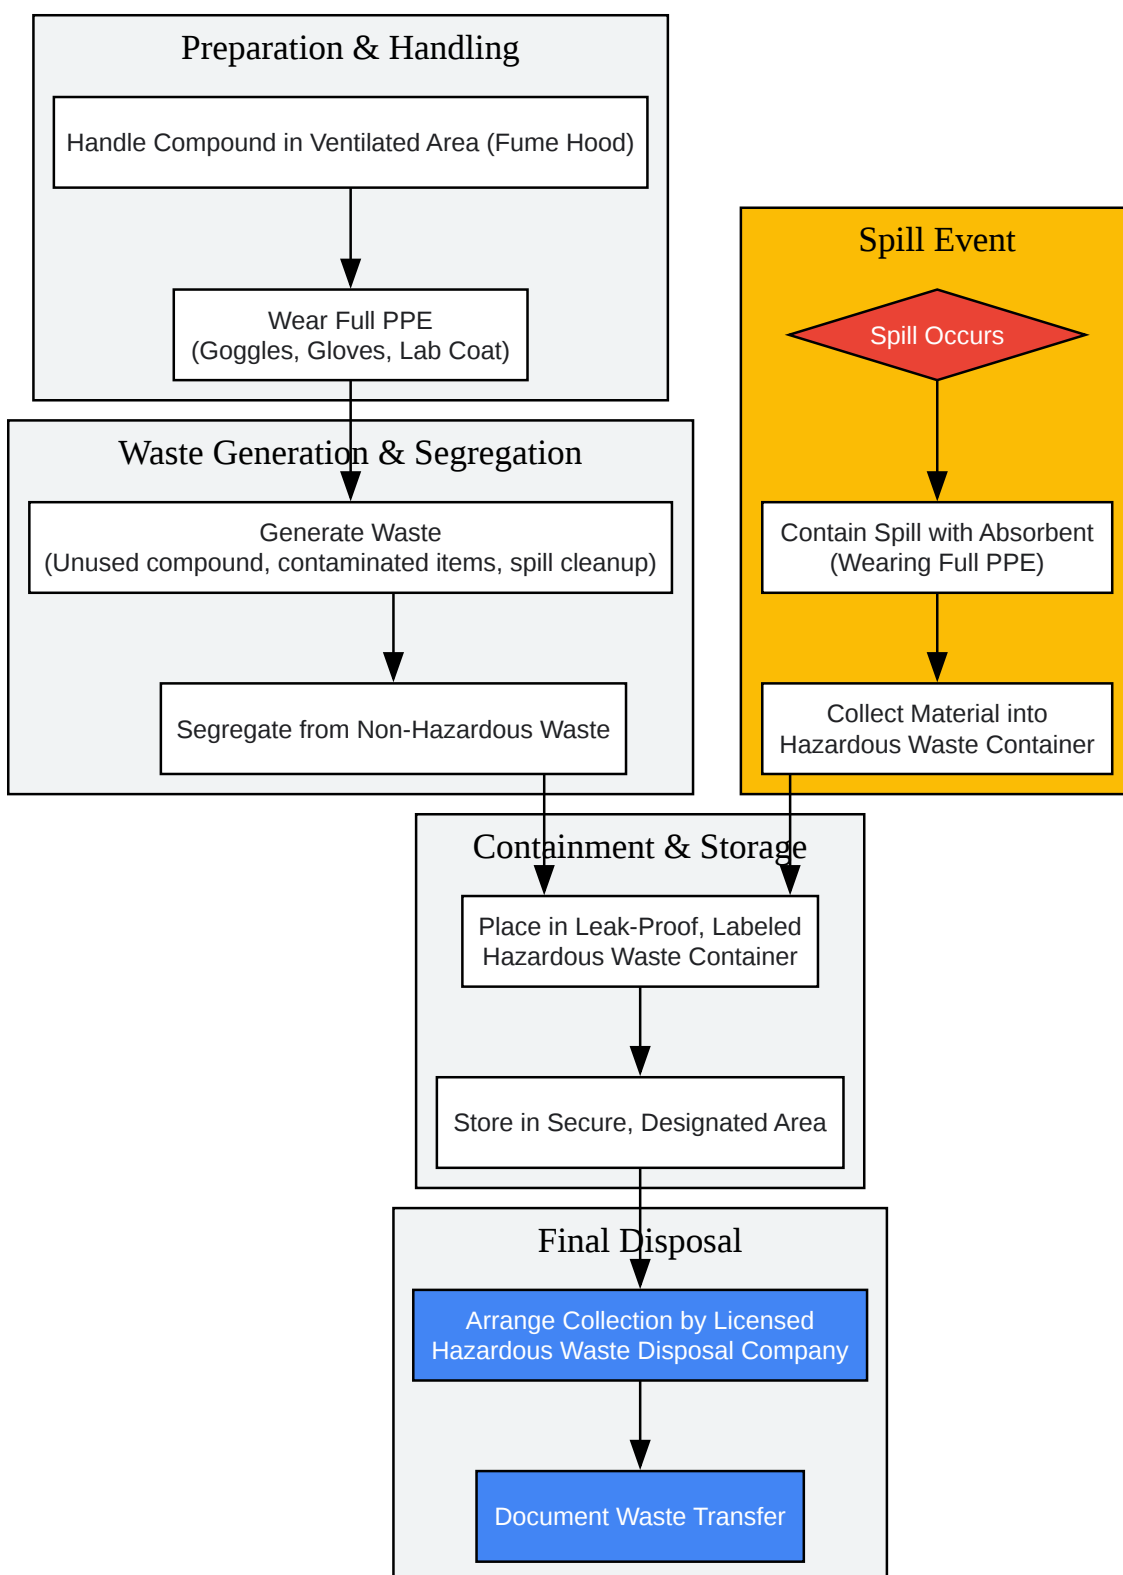 Preparation & Handling
Handle Compound in Ventilated Area (Fume Hood)
Wear Full PPE
(Goggles, Gloves, Lab Coat)
Waste Generation & Segregation
Generate Waste
(Unused compound, contaminated items, spill cleanup)
Segregate from Non-Hazardous Waste
Spill Event
Spill Occurs
Contain Spill with Absorbent
(Wearing Full PPE)
Collect Material into
Hazardous Waste Container
Containment & Storage
Place in Leak-Proof, Labeled
Hazardous Waste Container
Store in Secure, Designated Area
Final Disposal
Arrange Collection by Licensed
Hazardous Waste Disposal Company
Document Waste Transfer